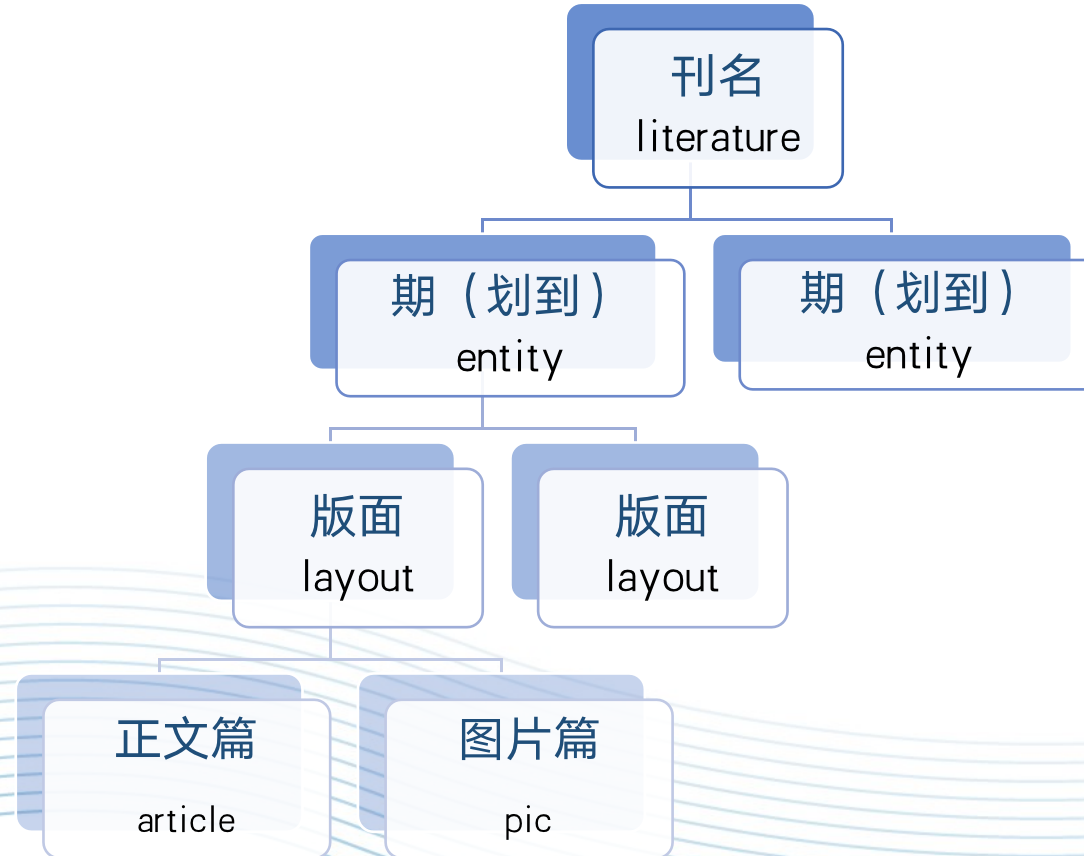 刊名
literature
期（划到）
entity
期（划到）
entity
版面
layout
版面
layout
正文篇
article
图片篇
pic